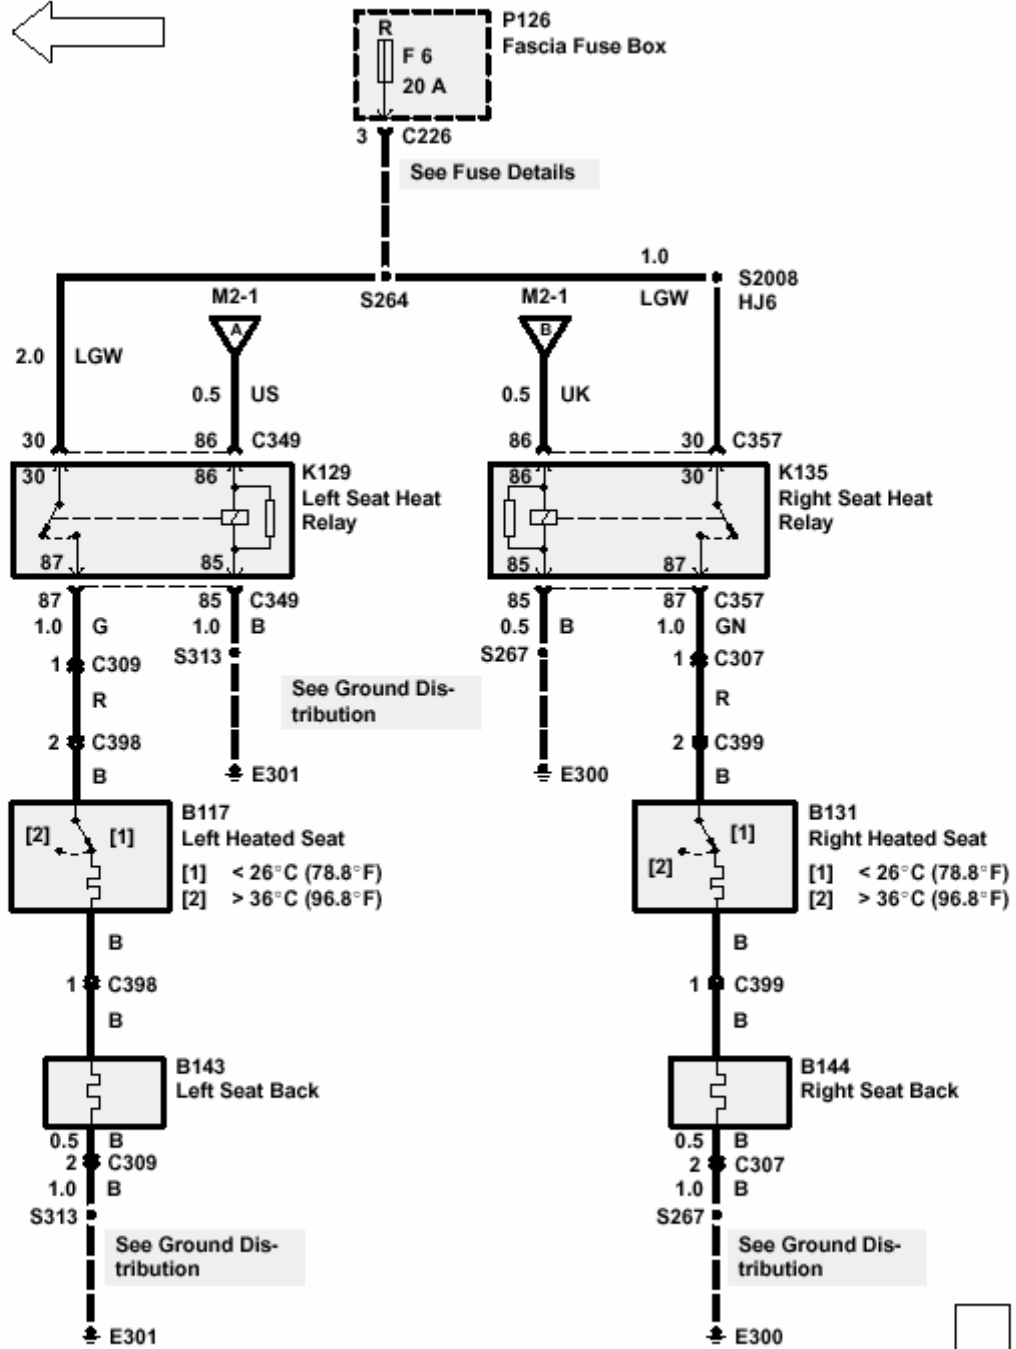 P126
Fascia Fuse Box
R
F 6
20 A
3 C226
See Fuse Details
1.0
S264
LGW
S2008
HJ6
M2-1
M2-1
A
B
2.0 LGW
0.5 US
0.5 UK
30 86 C349
86 30 C357
30 86
K129
Left Seat Heat
Relay
87 85
86 30
K135
Right Seat Heat
Relay
85 87
87 85 C349
1.0 G 1.0 B
85 87 C357
0.5 B 1.0 GN
1 C309
S313
S267
1 C307
See Ground Dis-
tribution
R
R
2 C398
2 C399
E301
E300
B
B
B117
Left Heated Seat
[2] [1]
[1] < 26°C (78.8°F)
[2] > 36°C (96.8°F)
B131
Right Heated Seat
[1]
[2]
[1] < 26°C (78.8°F)
[2] > 36°C (96.8°F)
B
B
1 C398
1 C399
B
B
B143
Left Seat Back
B144
Right Seat Back
0.5 B
2 C309
1.0 B
S313
0.5 B
2 C307
1.0 B
S267
See Ground Dis-
tribution
See Ground Dis-
tribution
E301
E300